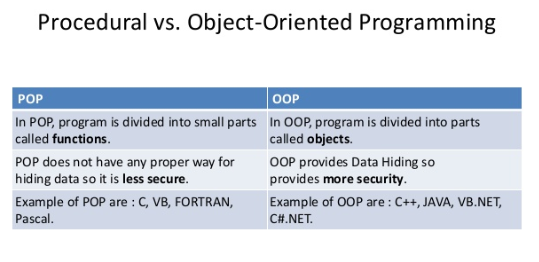 Procedural vs. Object-Oriented Programming
POP
OOP
In POP, program is divided into small parts
called functions.
In OOP, program is divided into parts
called objects.
POP does not have any proper way for
hiding data so it is less secure.
OOP provides Data Hiding so
provides more security.
Example of POP are : C, VB, FORTRAN,
Pascal.
Example of OOP are : C++, JAVA, VB.NET,
C#.NET.